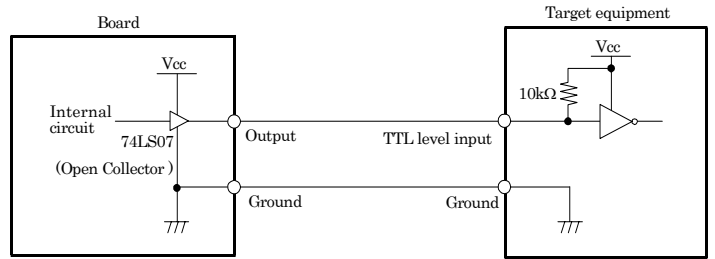 Board
Target equipment
Vcc
Vcc
10kΩ
Internal
circuit
74LS07
(Open Collector)
Output
TTL level input
Ground
Ground